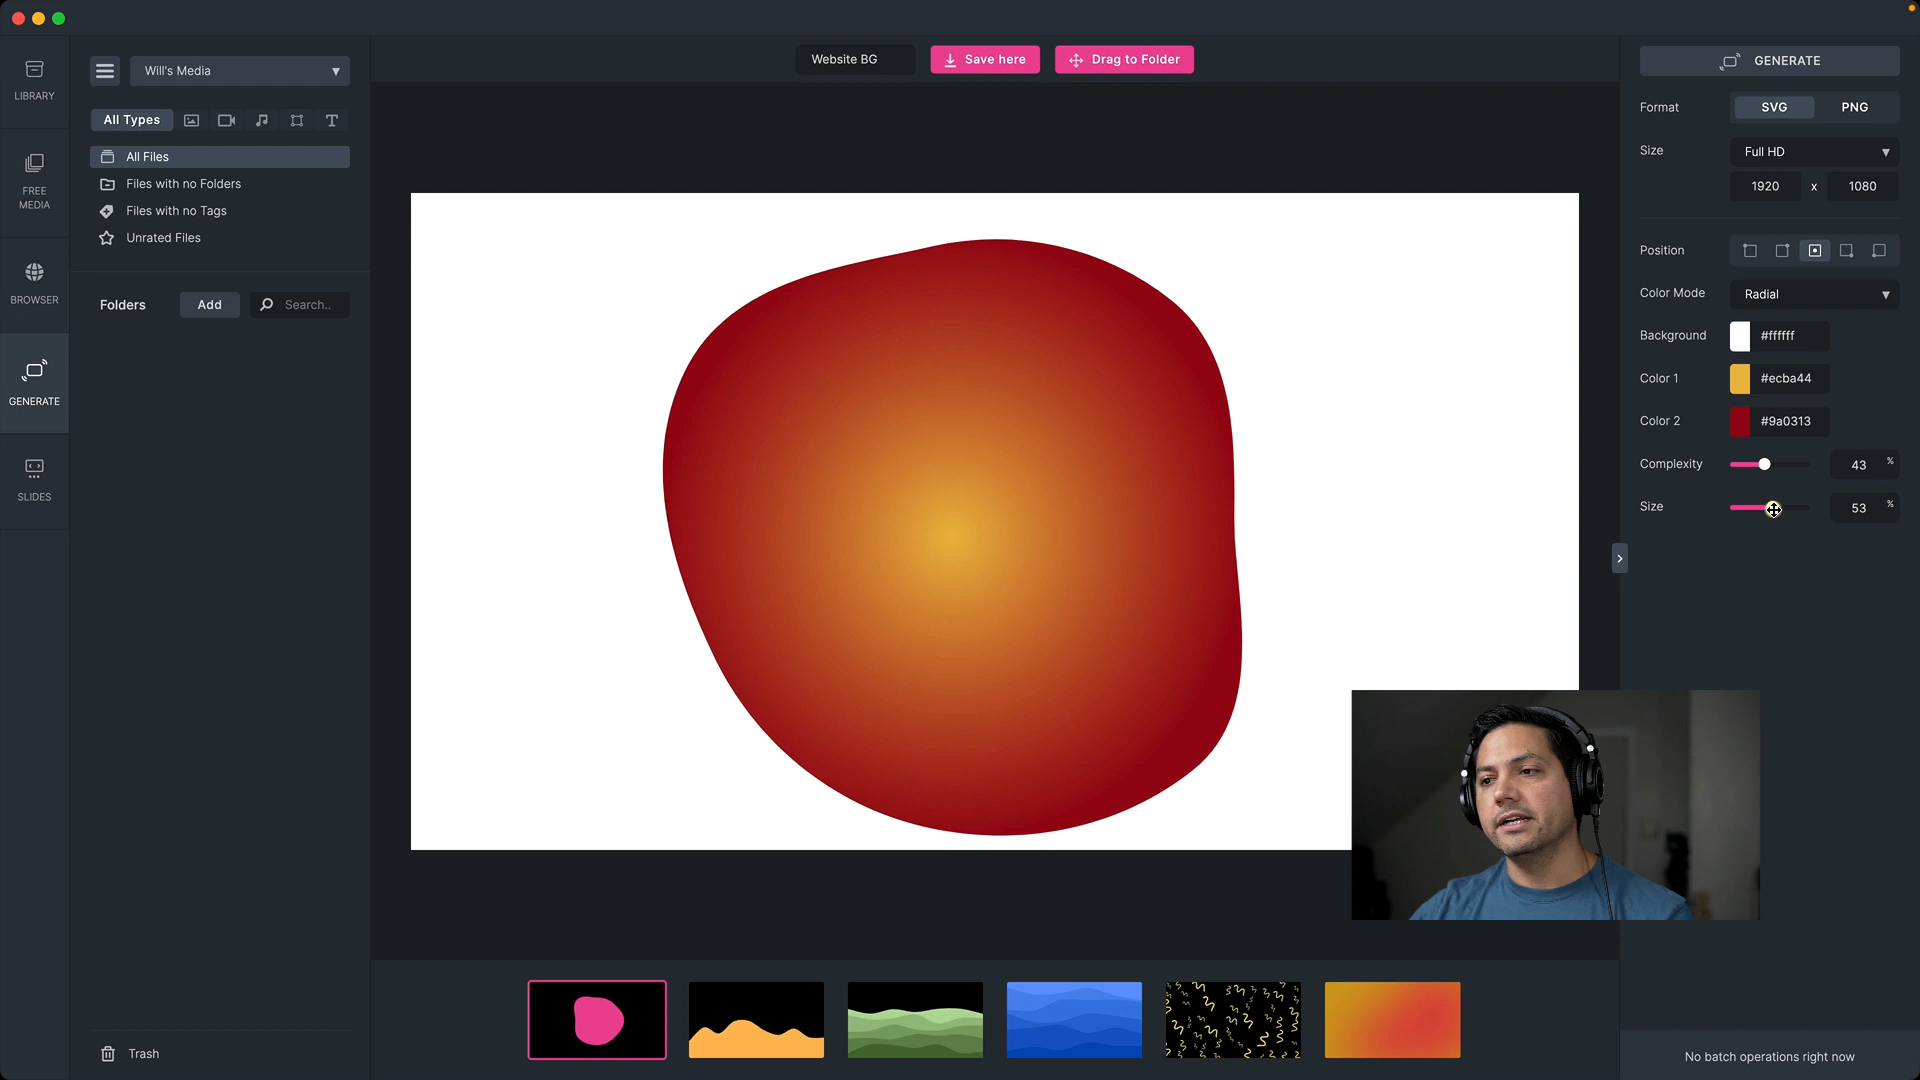 LIBRARY
FREE
MEDIA
BROWSER
GENERATE
SLIDES
Will's Media
All Types
All Files
Files with no Folders
Files with no Tags
Unrated Files
Folders
Add
Search..
Trash
Website BG
Save here
Drag to Folder
GENERATE
Format
SVG
PNG
Size
Full HD
1920 x 1080
Position
Color Mode
Radial
Background
#ffffff
Color 1
#ecba44
Color 2
#9a0313
Complexity
43 %
Size
53 %
No batch operations right now